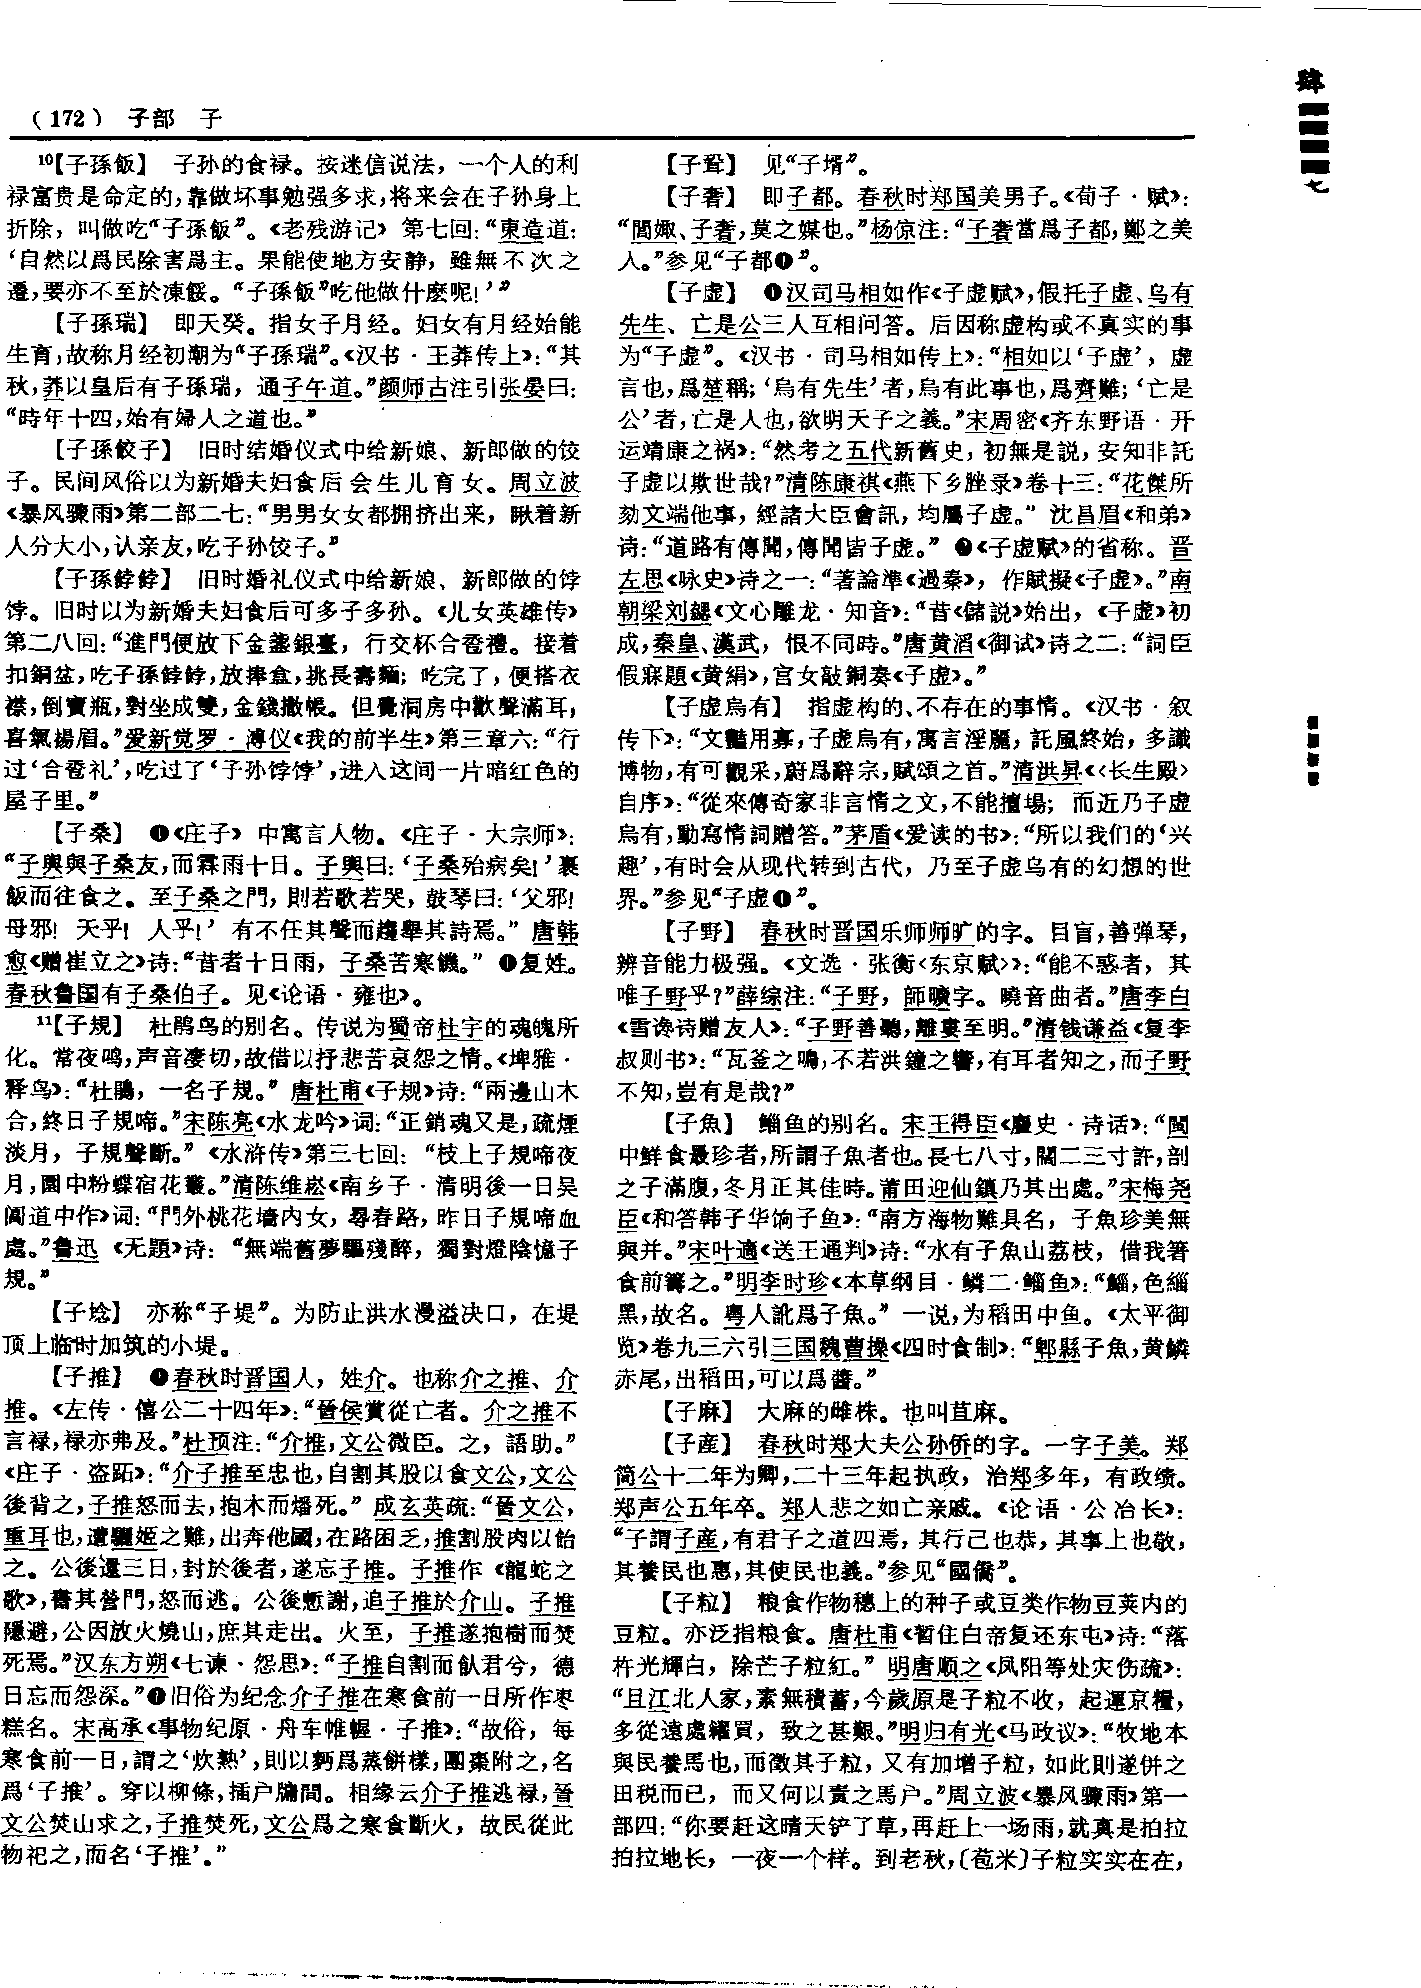 (172) 子部 子
肆
七
¹⁰【子孫飯】 子孙的食禄。按迷信说法，一个人的利
禄富贵是命定的，靠做坏事勉强多求，将来会在子孙身上
折除，叫做吃“子孫飯”。《老残游记》第七回：“東造道：
‘自然以爲民除害爲主。果能使地方安静，雖無不次之
遷，要亦不至於凍餒。“子孫飯”吃他做什麽呢！’”
【子孫瑞】 即天癸。指女子月经。妇女有月经始能
生育，故称月经初潮为“子孫瑞”。《汉书·王莽传上》：“其
秋，莽以皇后有子孫瑞，通子午道。”颜师古注引张晏曰：
“時年十四，始有婦人之道也。”
【子孫餃子】 旧时结婚仪式中给新娘、新郎做的饺
子。民间风俗以为新婚夫妇食后会生儿育女。周立波
《暴风骤雨》第二部二七：“男男女女都拥挤出来，瞅着新
人分大小，认亲友，吃子孙饺子。”
【子孫餑餑】 旧时婚礼仪式中给新娘、新郎做的饽
饽。旧时以为新婚夫妇食后可多子多孙。《儿女英雄传》
第二八回：“進門便放下金盞銀臺，行交杯合卺禮。接着
扣銅盆，吃子孫餑餑，放捧盒，挑長壽麵；吃完了，便搭衣
襟，倒寶瓶，對坐成雙，金錢撒帳。但覺洞房中歡聲滿耳，
喜氣揚眉。”爱新觉罗·溥仪《我的前半生》第三章六：“行
过‘合卺礼’，吃过了‘子孙饽饽’，进入这间一片暗红色的
屋子里。”
【子桑】 ❶《庄子》中寓言人物。《庄子·大宗师》：
“子輿與子桑友，而霖雨十日。子輿曰：‘子桑殆病矣！’裹
飯而往食之。至子桑之門，則若歌若哭，鼓琴曰：‘父邪！
母邪！天乎！人乎！’有不任其聲而趨舉其詩焉。”唐韩
愈《赠崔立之》诗：“昔者十日雨，子桑苦寒饑。”❷复姓。
春秋鲁国有子桑伯子。见《论语·雍也》。
¹¹【子規】 杜鹃鸟的别名。传说为蜀帝杜宇的魂魄所
化。常夜鸣，声音凄切，故借以抒悲苦哀怨之情。《埤雅·
释鸟》：“杜鵑，一名子規。”唐杜甫《子规》诗：“兩邊山木
合，終日子規啼。”宋陈亮《水龙吟》词：“正銷魂又是，疏煙
淡月，子規聲斷。”《水浒传》第三七回：“枝上子規啼夜
月，園中粉蝶宿花叢。”清陈维崧《南乡子·清明後一日吴
阊道中作》词：“門外桃花墙内女，尋春路，昨日子規啼血
處。”鲁迅《无题》诗：“無端舊夢驅殘醉，獨對燈陰憶子
規。”
【子埝】 亦称“子堤”。为防止洪水漫溢决口，在堤
顶上临时加筑的小堤。
【子推】 ❶春秋时晋国人，姓介。也称介之推、介
推。《左传·僖公二十四年》：“晉侯賞從亡者。介之推不
言禄，禄亦弗及。”杜预注：“介推，文公微臣。之，語助。”
《庄子·盗跖》：“介子推至忠也，自割其股以食文公，文公
後背之，子推怒而去，抱木而燔死。”成玄英疏：“晉文公，
重耳也，遭驪姬之難，出奔他國，在路困乏，推割股肉以飴
之。公後還三日，封於後者，遂忘子推。子推作《龍蛇之
歌》，書其營門，怒而逃。公後慙謝，追子推於介山。子推
隱避，公因放火燒山，庶其走出。火至，子推遂抱樹而焚
死焉。”汉东方朔《七谏·怨思》：“子推自割而飤君兮，德
日忘而怨深。”❷旧俗为纪念介子推在寒食前一日所作枣
糕名。宋高承《事物纪原·舟车帷幄·子推》：“故俗，每
寒食前一日，謂之‘炊熟’，則以麪爲蒸餅樣，團棗附之，名
爲‘子推’。穿以柳條，插户牖間。相缘云介子推逃禄，晉
文公焚山求之，子推焚死，文公爲之寒食斷火，故民從此
物祀之，而名‘子推’。”
【子聓】 见“子壻”。
【子奢】 即子都。春秋时郑国美男子。《荀子·赋》：
“閭娵、子奢，莫之媒也。”杨倞注：“子奢當爲子都，鄭之美
人。”参见“子都❶”。
【子虚】 ❶汉司马相如作《子虚赋》，假托子虚、乌有
先生、亡是公三人互相问答。后因称虚构或不真实的事
为“子虚”。《汉书·司马相如传上》：“相如以‘子虚’，虚
言也，爲楚稱；‘烏有先生’者，烏有此事也，爲齊難；‘亡是
公’者，亡是人也，欲明天子之義。”宋周密《齐东野语·开
运靖康之祸》：“然考之五代新舊史，初無是説，安知非託
子虚以欺世哉？”清陈康祺《燕下乡脞录》卷十三：“花傑所
劾文端他事，經諸大臣會訊，均屬子虚。”沈昌眉《和弟》
诗：“道路有傳聞，傳聞皆子虚。”❷《子虚赋》的省称。晋
左思《咏史》诗之一：“著論準《過秦》，作賦擬《子虚》。”南
朝梁刘勰《文心雕龙·知音》：“昔《儲説》始出，《子虚》初
成，秦皇、漢武，恨不同時。”唐黄滔《御试》诗之二：“詞臣
假寐題《黄絹》，宫女敲銅奏《子虚》。”
【子虚烏有】 指虚构的、不存在的事情。《汉书·叙
传下》：“文豔用寡，子虚烏有，寓言淫麗，託風終始，多識
博物，有可觀采，蔚爲辭宗，賦頌之首。”清洪昇《〈长生殿〉
自序》：“從來傳奇家非言情之文，不能擅場；而近乃子虚
烏有，動寫情詞贈答。”茅盾《爱读的书》：“所以我们的‘兴
趣’，有时会从现代转到古代，乃至子虚乌有的幻想的世
界。”参见“子虚❶”。
【子野】 春秋时晋国乐师师旷的字。目盲，善弹琴，
辨音能力极强。《文选·张衡〈东京赋〉》：“能不惑者，其
唯子野乎？”薛综注：“子野，師曠字。曉音曲者。”唐李白
《雪谗诗赠友人》：“子野善聽，離婁至明。”清钱谦益《复李
叔则书》：“瓦釜之鳴，不若洪鐘之響，有耳者知之，而子野
不知，豈有是哉？”
【子魚】 鲻鱼的别名。宋王得臣《麈史·诗话》：“閩
中鮮食最珍者，所謂子魚者也。長七八寸，闊二三寸許，剖
之子滿腹，冬月正其佳時。莆田迎仙鎮乃其出處。”宋梅尧
臣《和答韩子华饷子鱼》：“南方海物難具名，子魚珍美無
與并。”宋叶適《送王通判》诗：“水有子魚山荔枝，借我箸
食前籌之。”明李时珍《本草纲目·鳞二·鲻鱼》：“鯔，色緇
黑，故名。粤人訛爲子魚。”一说，为稻田中鱼。《太平御
览》卷九三六引三国魏曹操《四时食制》：“郫縣子魚，黄鱗
赤尾，出稻田，可以爲醬。”
【子麻】 大麻的雌株。也叫苴麻。
【子産】 春秋时郑大夫公孙侨的字。一字子美。郑
简公十二年为卿，二十三年起执政，治郑多年，有政绩。
郑声公五年卒。郑人悲之如亡亲戚。《论语·公冶长》：
“子謂子産，有君子之道四焉，其行己也恭，其事上也敬，
其養民也惠，其使民也義。”参见“國僑”。
【子粒】 粮食作物穗上的种子或豆类作物豆荚内的
豆粒。亦泛指粮食。唐杜甫《暂住白帝复还东屯》诗：“落
杵光輝白，除芒子粒紅。”明唐顺之《凤阳等处灾伤疏》：
“且江北人家，素無積蓄，今歲原是子粒不收，起運京糧，
多從遠處糴買，致之甚艱。”明归有光《马政议》：“牧地本
與民養馬也，而徵其子粒，又有加增子粒，如此則遂併之
田税而已，而又何以責之馬户。”周立波《暴风骤雨》第一
部四：“你要赶这晴天铲了草，再赶上一场雨，就真是拍拉
拍拉地长，一夜一个样。到老秋，〔苞米〕子粒实实在在，